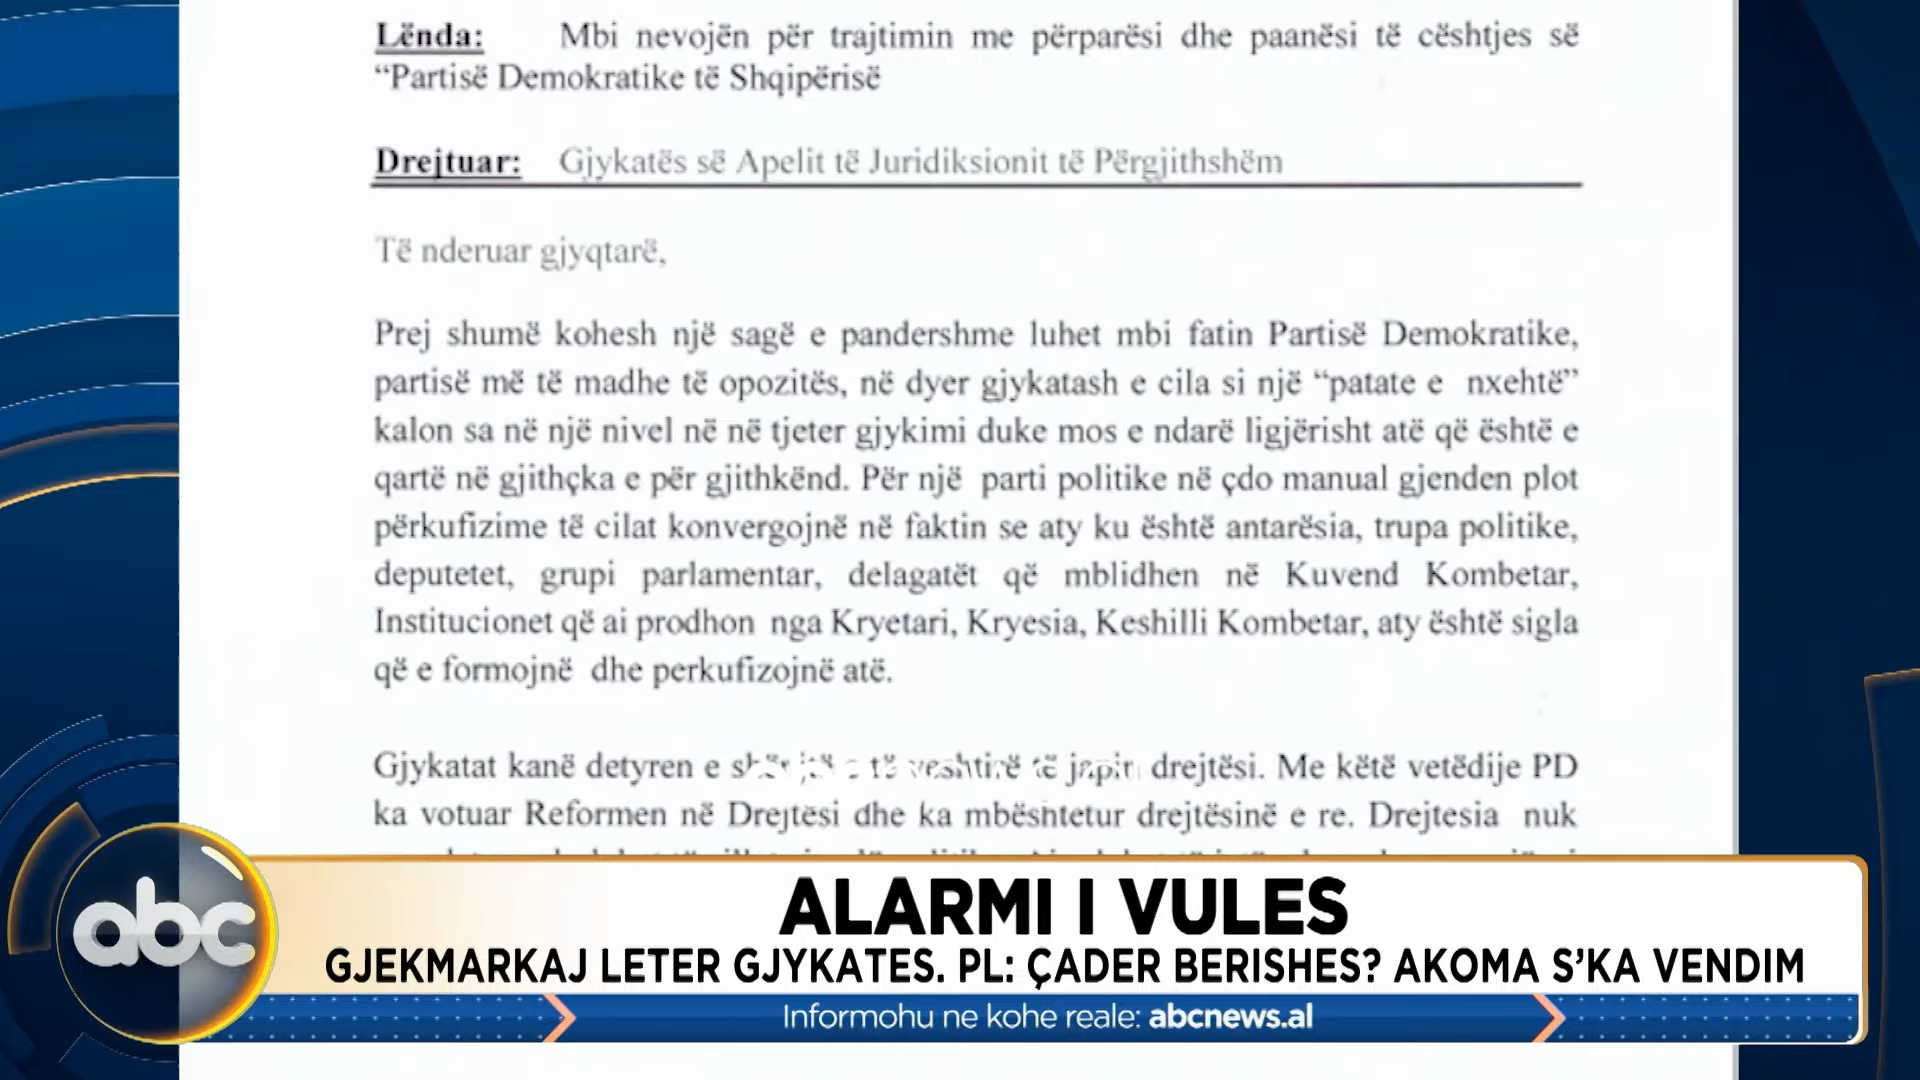 Lënda: Mbi nevojën për trajtimin me përparësi dhe paanësi të cështjes së
“Partisë Demokratike të Shqipërisë
Drejtuar: Gjykatës së Apelit të Juridiksionit të Përgjithshëm
Të nderuar gjyqtarë,
Prej shumë kohesh një sagë e pandershme luhet mbi fatin Partisë Demokratike,
partisë më të madhe të opozitës, në dyer gjykatash e cila si një “patate e nxehtë”
kalon sa në një nivel në në tjeter gjykimi duke mos e ndarë ligjërisht atë që është e
qartë në gjithçka e për gjithkënd. Për një parti politike në çdo manual gjenden plot
përkufizime të cilat konvergojnë në faktin se aty ku është antarësia, trupa politike,
deputetet, grupi parlamentar, delagatët që mblidhen në Kuvend Kombetar,
Institucionet që ai prodhon nga Kryetari, Kryesia, Keshilli Kombetar, aty është sigla
që e formojnë dhe perkufizojnë atë.
Gjykatat kanë detyren e të veshtirë të japin drejtësi. Me këtë vetëdije PD
ka votuar Reformen në Drejtësi dhe ka mbështetur drejtësinë e re. Drejtesia nuk
abc
ALARMI I VULES
GJEKMARKAJ LETER GJYKATES. PL: ÇADER BERISHES? AKOMA S’KA VENDIM
Informohu ne kohe reale: abcnews.al